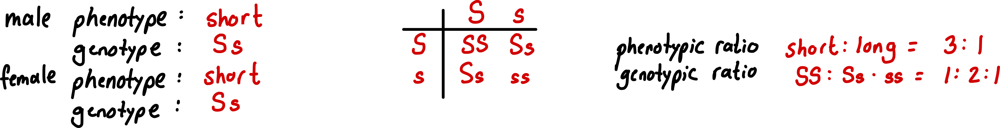 male phenotype : short
genotype : Ss
female phenotype : short
genotype : Ss
S s
S SS Ss
s Ss ss
phenotypic ratio short : long = 3 : 1
genotypic ratio SS : Ss · ss = 1 : 2 : 1